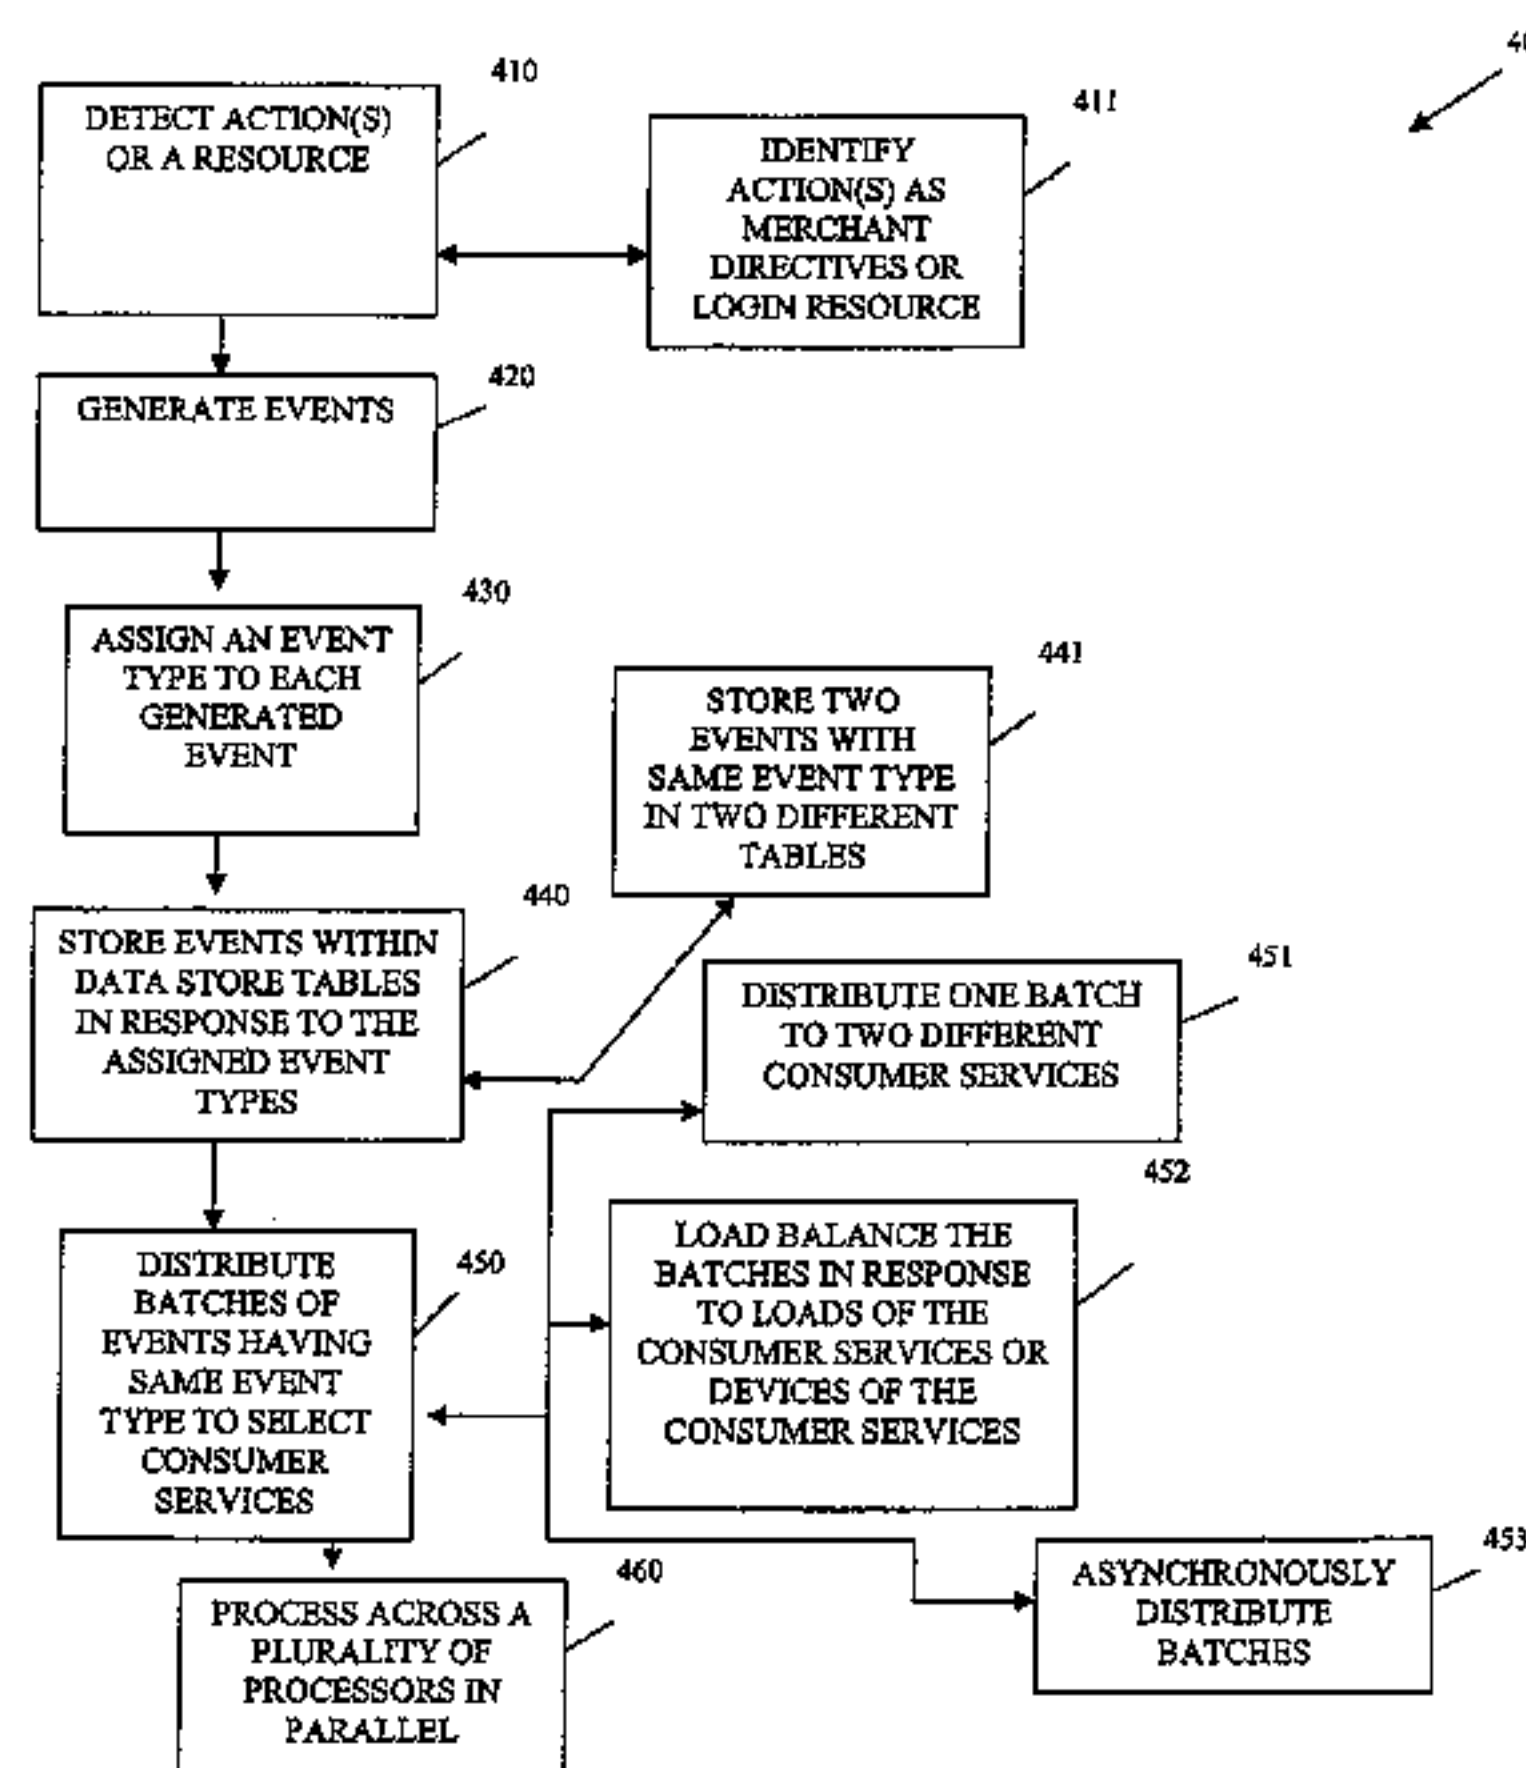 40
410
DETECT ACTION(S)
OR A RESOURCE
411
IDENTIFY
ACTION(S) AS
MERCHANT
DIRECTIVES OR
LOGIN RESOURCE
420
GENERATE EVENTS
430
ASSIGN AN EVENT
TYPE TO EACH
GENERATED
EVENT
441
STORE TWO
EVENTS WITH
SAME EVENT TYPE
IN TWO DIFFERENT
TABLES
440
STORE EVENTS WITHIN
DATA STORE TABLES
IN RESPONSE TO THE
ASSIGNED EVENT
TYPES
451
DISTRIBUTE ONE BATCH
TO TWO DIFFERENT
CONSUMER SERVICES
452
LOAD BALANCE THE
BATCHES IN RESPONSE
TO LOADS OF THE
CONSUMER SERVICES OR
DEVICES OF THE
CONSUMER SERVICES
450
DISTRIBUTE
BATCHES OF
EVENTS HAVING
SAME EVENT
TYPE TO SELECT
CONSUMER
SERVICES
453
ASYNCHRONOUSLY
DISTRIBUTE
BATCHES
460
PROCESS ACROSS A
PLURALITY OF
PROCESSORS IN
PARALLEL